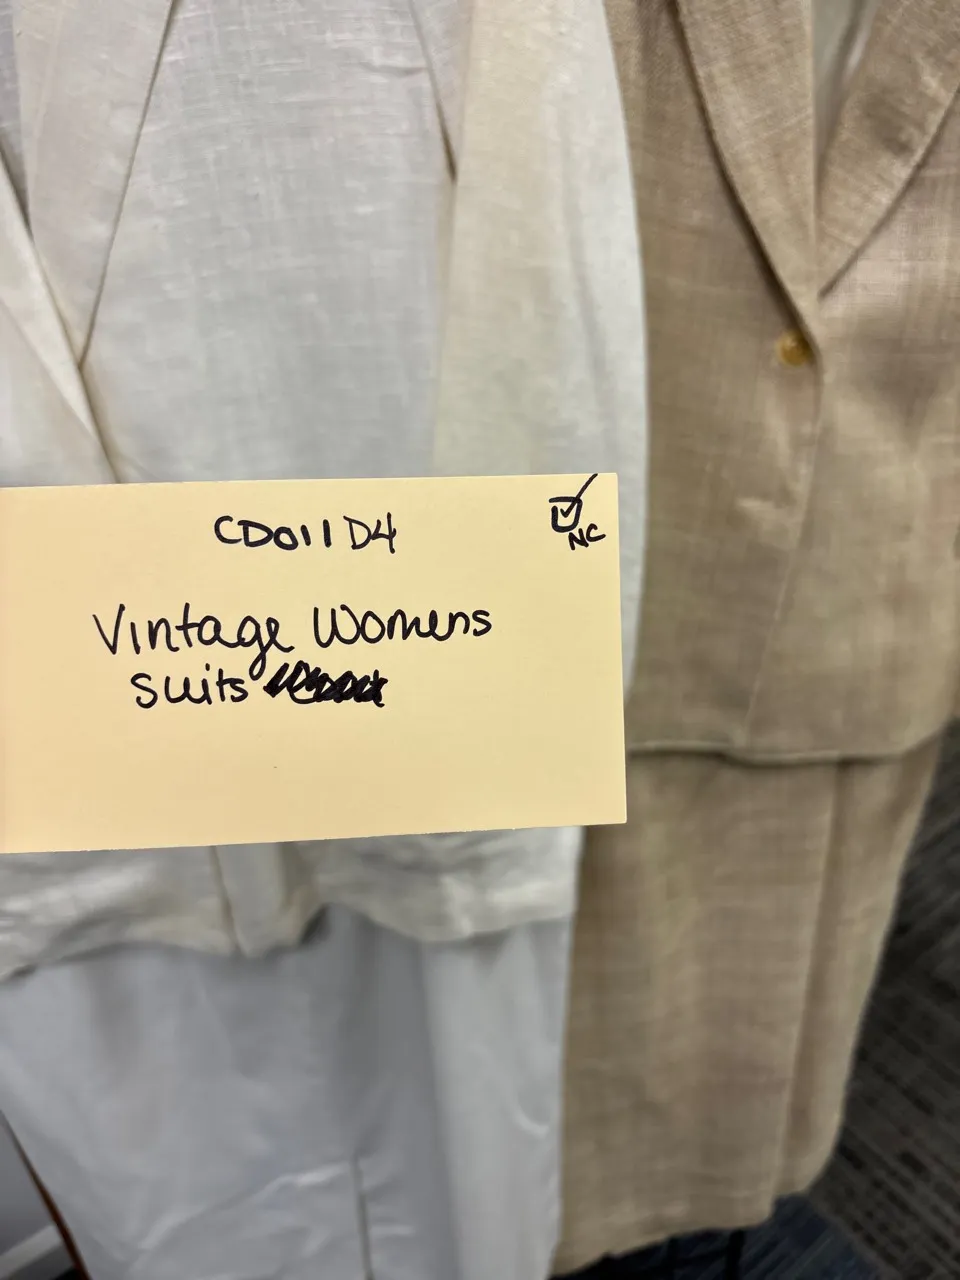 CD011D4
NC
Vintage Womens
suits